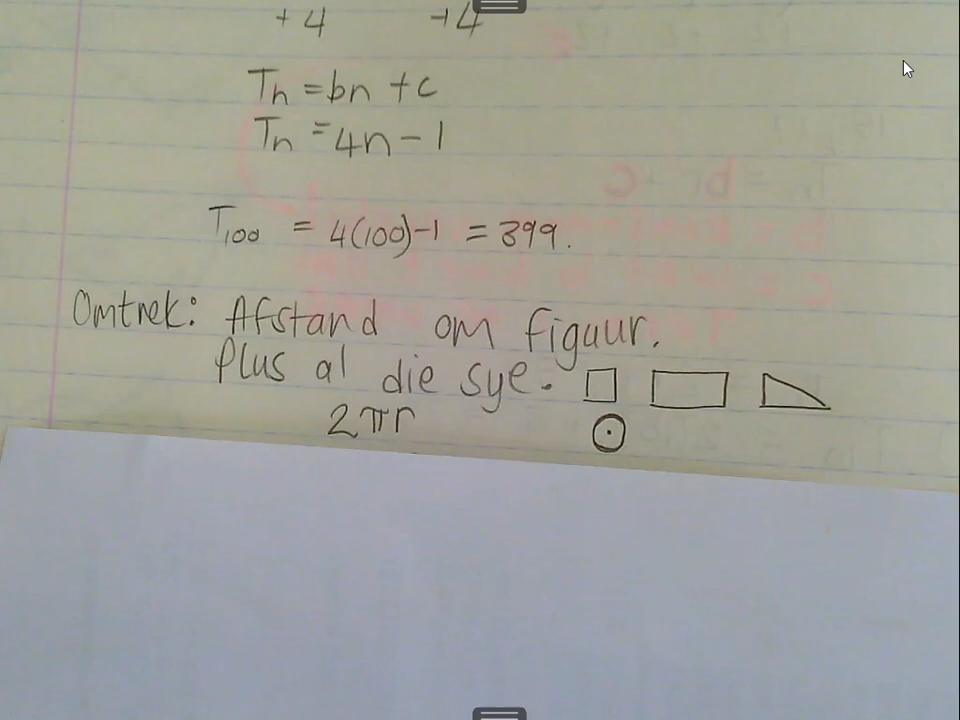 +4 +4
Tn = bn + c
Tn = 4n - 1
T100 = 4(100)-1 = 399.
Omtrek: Afstand om figuur.
Plus al die sye.
2πr